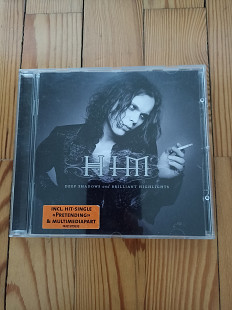 HIM
DEEP SHADOWS and BRILLIANT HIGHLIGHTS
INCL. HIT-SINGLE
»PRETENDING«
& MULTIMEDIAPART